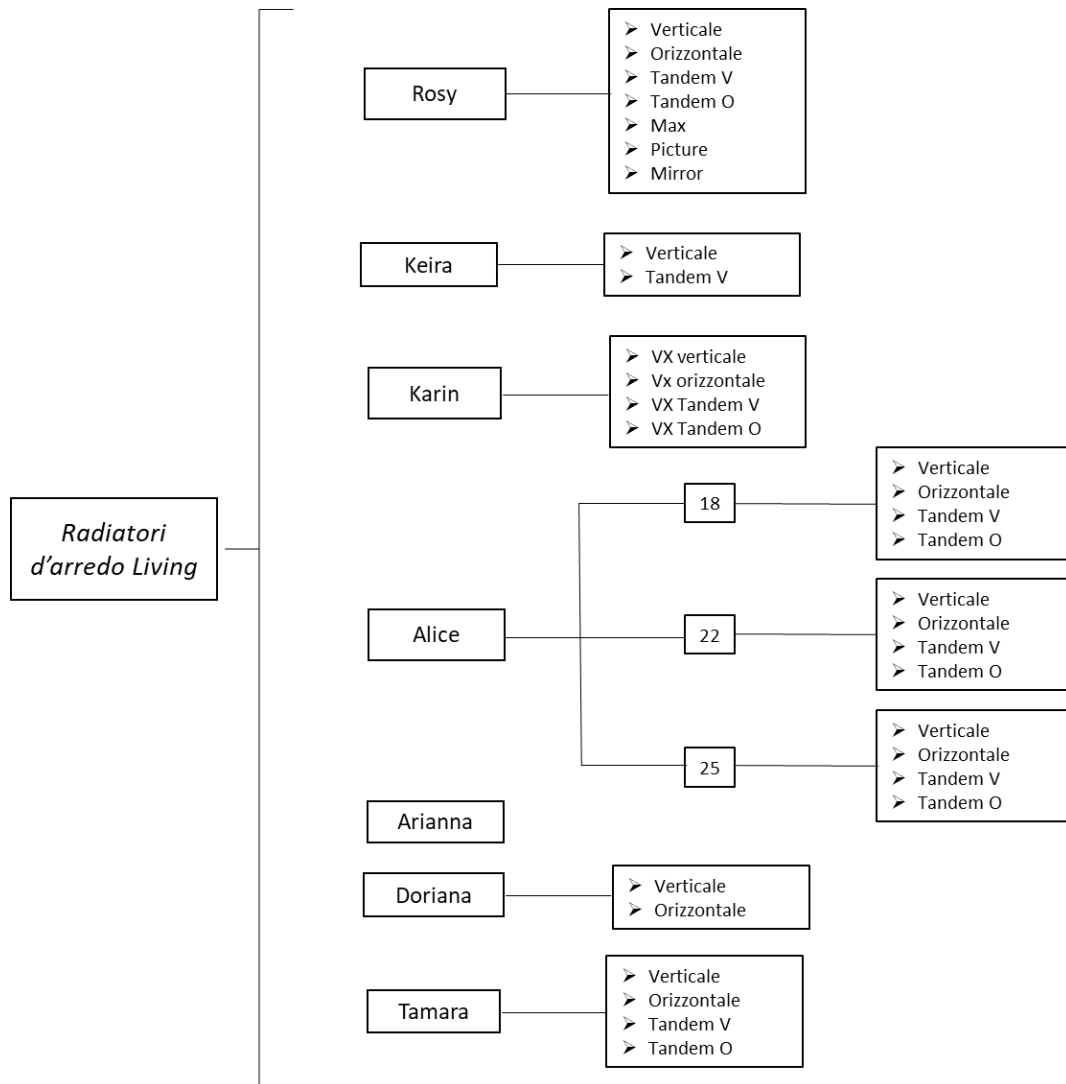 Radiatori
d'arredo Living
Rosy
Verticale
Orizzontale
Tandem V
Tandem O
Max
Picture
Mirror
Keira
Verticale
Tandem V
Karin
VX verticale
Vx orizzontale
VX Tandem V
VX Tandem O
Alice
18
Verticale
Orizzontale
Tandem V
Tandem O
22
Verticale
Orizzontale
Tandem V
Tandem O
25
Verticale
Orizzontale
Tandem V
Tandem O
Arianna
Doriana
Verticale
Orizzontale
Tamara
Verticale
Orizzontale
Tandem V
Tandem O